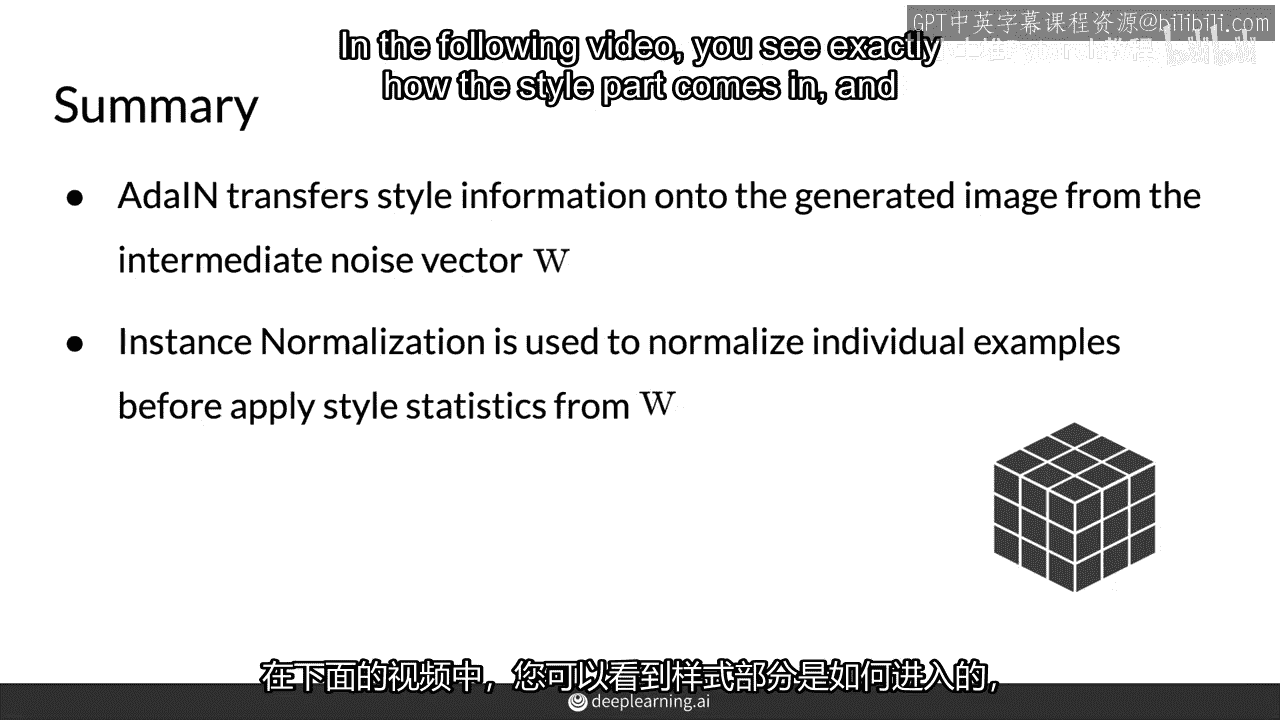 GPT中英字幕课程资源@bilibili.com
In the following video, you see exactly
how the style part comes in, and
Summary
● AdaIN transfers style information onto the generated image from the
intermediate noise vector W
● Instance Normalization is used to normalize individual examples
before apply style statistics from W
在下面的视频中，您可以看到样式部分是如何进入的，
deeplearning.ai